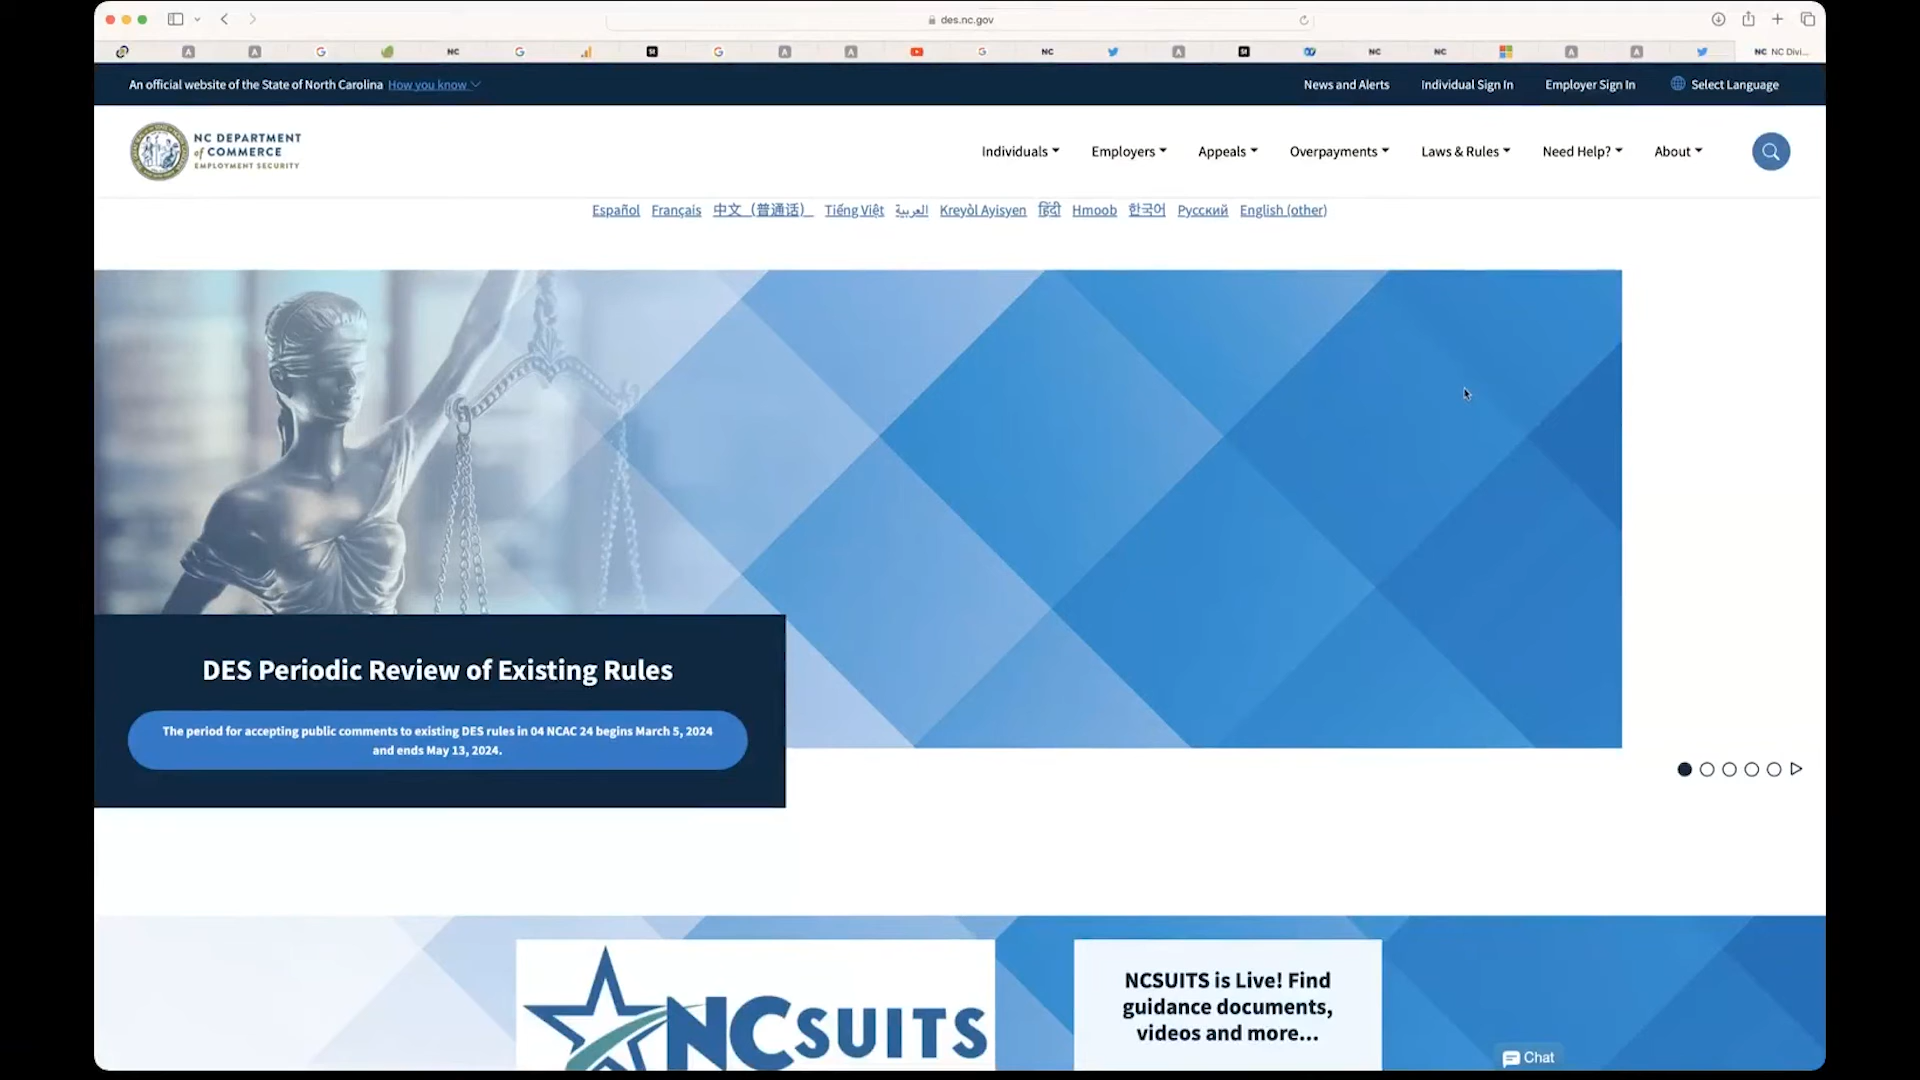 des.nc.gov
NC NC Divi...
An official website of the State of North Carolina How you know
News and Alerts Individual Sign In Employer Sign In Select Language
NC DEPARTMENT
of COMMERCE
EMPLOYMENT SECURITY
Individuals Employers Appeals Overpayments Laws & Rules Need Help? About
Español Français 中文（普通话） Tiếng Việt العربية Kreyòl Ayisyen हिंदी Hmoob 한국어 Русский English (other)
DES Periodic Review of Existing Rules
The period for accepting public comments to existing DES rules in 04 NCAC 24 begins March 5, 2024
and ends May 13, 2024.
NCSUITS
NCSUITS is Live! Find
guidance documents,
videos and more...
Chat